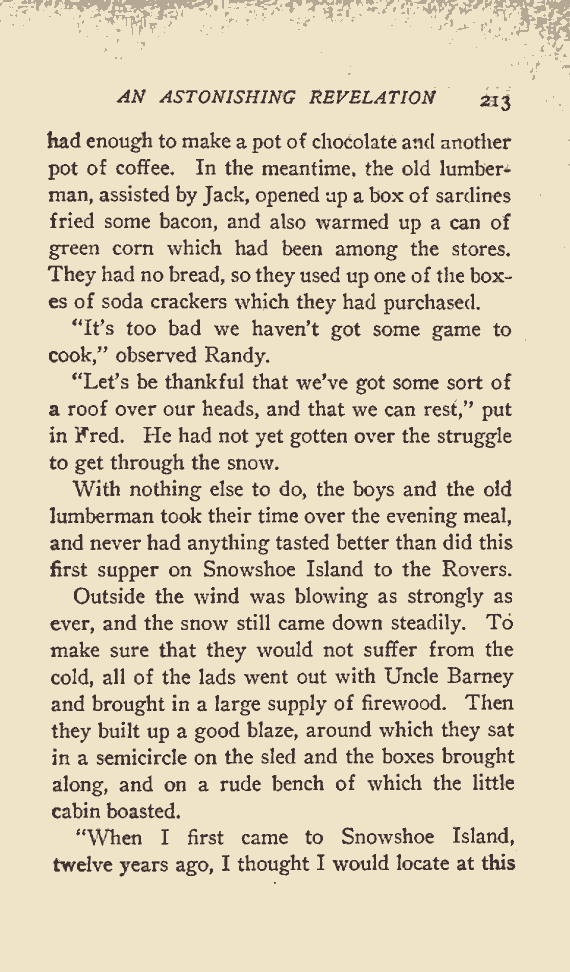 AN ASTONISHING REVELATION 213
had enough to make a pot of chocolate and another
pot of coffee. In the meantime, the old lumber-
man, assisted by Jack, opened up a box of sardines
fried some bacon, and also warmed up a can of
green corn which had been among the stores.
They had no bread, so they used up one of the box-
es of soda crackers which they had purchased.
“It’s too bad we haven’t got some game to
cook,” observed Randy.
“Let’s be thankful that we’ve got some sort of
a roof over our heads, and that we can rest,” put
in Fred. He had not yet gotten over the struggle
to get through the snow.
With nothing else to do, the boys and the old
lumberman took their time over the evening meal,
and never had anything tasted better than did this
first supper on Snowshoe Island to the Rovers.
Outside the wind was blowing as strongly as
ever, and the snow still came down steadily. To
make sure that they would not suffer from the
cold, all of the lads went out with Uncle Barney
and brought in a large supply of firewood. Then
they built up a good blaze, around which they sat
in a semicircle on the sled and the boxes brought
along, and on a rude bench of which the little
cabin boasted.
“When I first came to Snowshoe Island,
twelve years ago, I thought I would locate at this